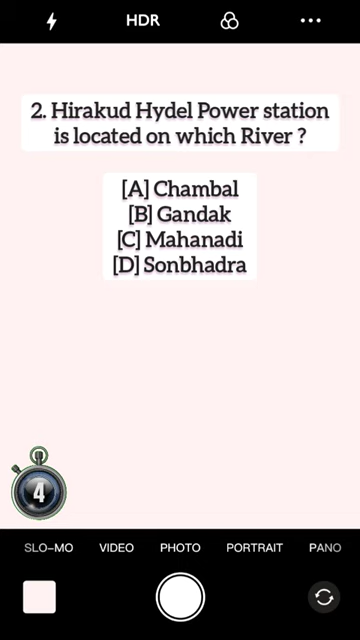 HDR
2. Hirakud Hydel Power station
is located on which River ?
[A] Chambal
[B] Gandak
[C] Mahanadi
[D] Sonbhadra
4
SLO-MO VIDEO PHOTO PORTRAIT PANO